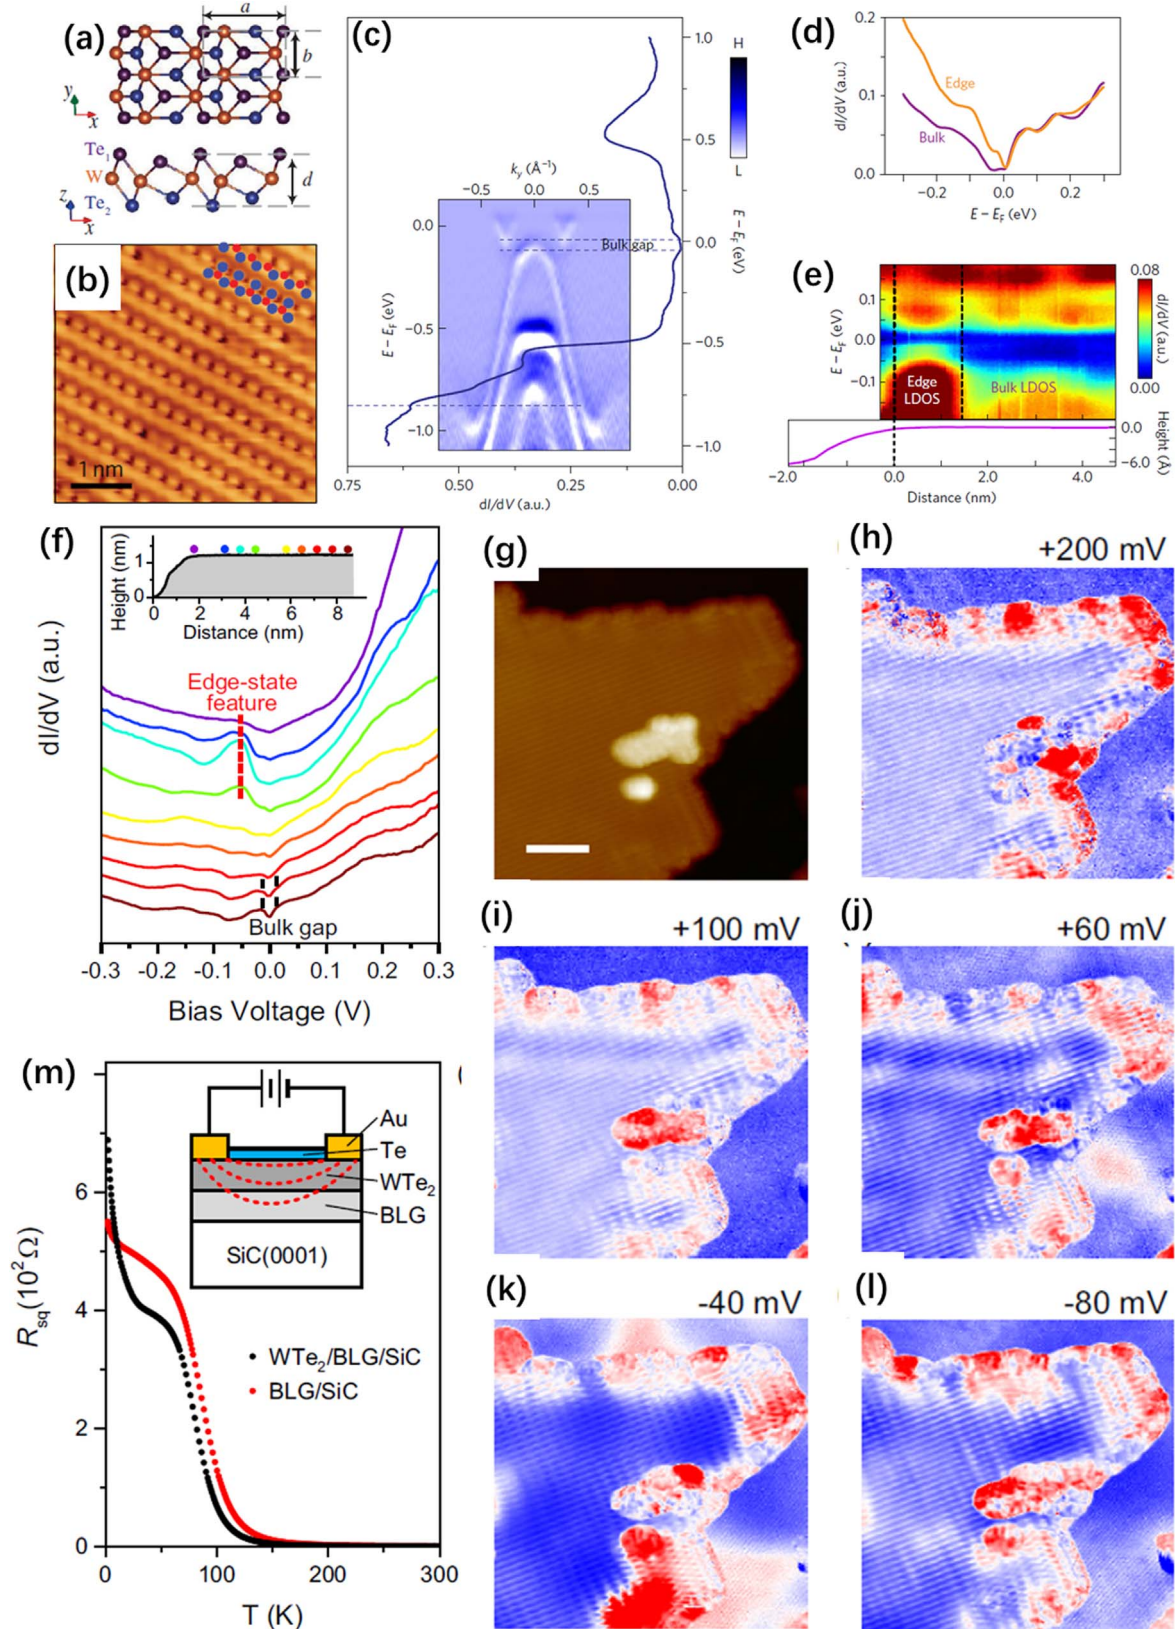 (a)
a
b
y
x
Te1
W
Te2
d
z
x
(b)
1 nm
(c)
1.0
H
0.5
L
ky (Å−1)
−0.5 0.0 0.5
0.0
Bulk gap
0.0
E − EF (eV)
E − EF (eV)
−0.5
−0.5
−1.0
−1.0
0.75 0.50 0.25 0.00
dI/dV (a.u.)
(d)
0.2
0.1
0.0
dI/dV (a.u.)
Edge
Bulk
−0.2 0.0 0.2
E − EF (eV)
(e)
0.1
0.0
−0.1
E − EF (eV)
Edge
LDOS
Bulk LDOS
0.08
0.00
dI/dV (a.u.)
0.0
−6.0
Height (Å)
−2.0 0.0 2.0 4.0
Distance (nm)
(f)
Height (nm)
1
0
0 2 4 6 8
Distance (nm)
dI/dV (a.u.)
Edge-state
feature
Bulk gap
-0.3 -0.2 -0.1 0.0 0.1 0.2 0.3
Bias Voltage (V)
(g)
(h)
+200 mV
(i)
+100 mV
(j)
+60 mV
(k)
-40 mV
(l)
-80 mV
(m)
Au
Te
WTe2
BLG
SiC(0001)
6
4
2
0
Rsq(10²Ω)
WTe2/BLG/SiC
BLG/SiC
0 100 200 300
T (K)